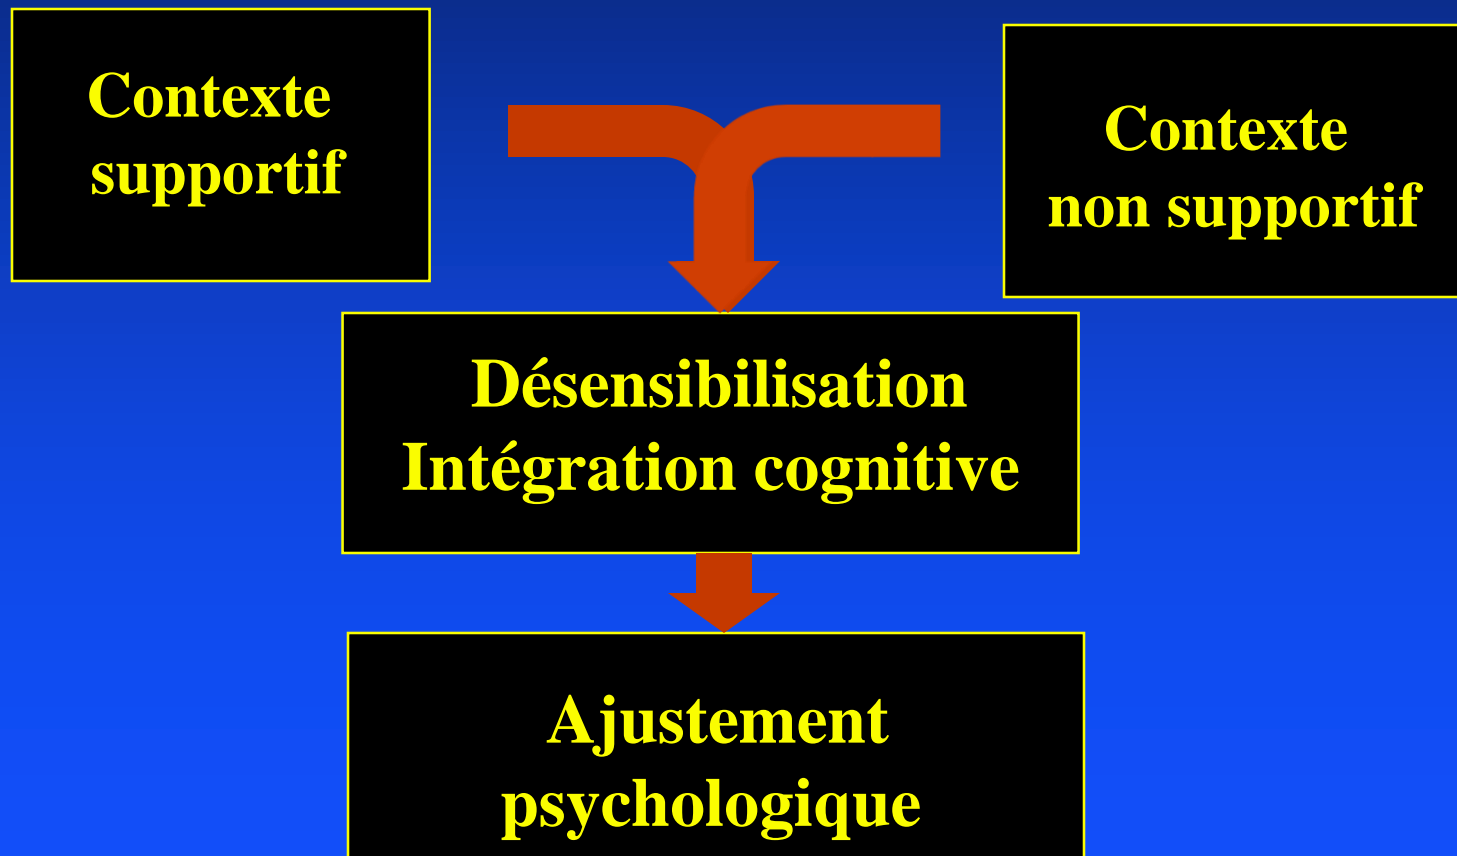 Contexte
supportif
Contexte
non supportif
Désensibilisation
Intégration cognitive
Ajustement
psychologique